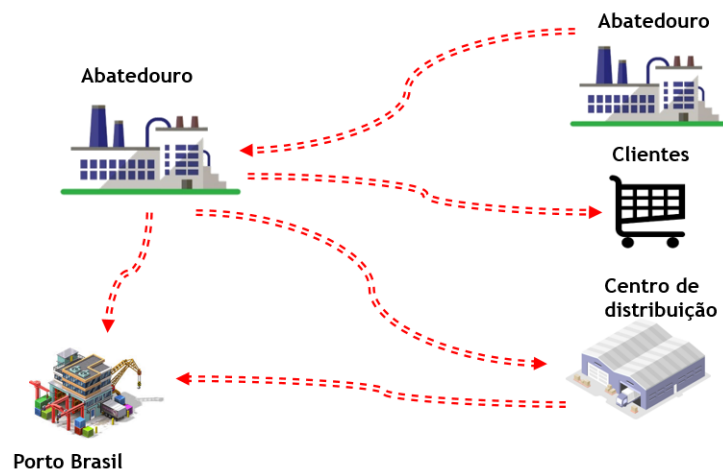 Abatedouro
Abatedouro
Clientes
Centro de
distribuição
Porto Brasil